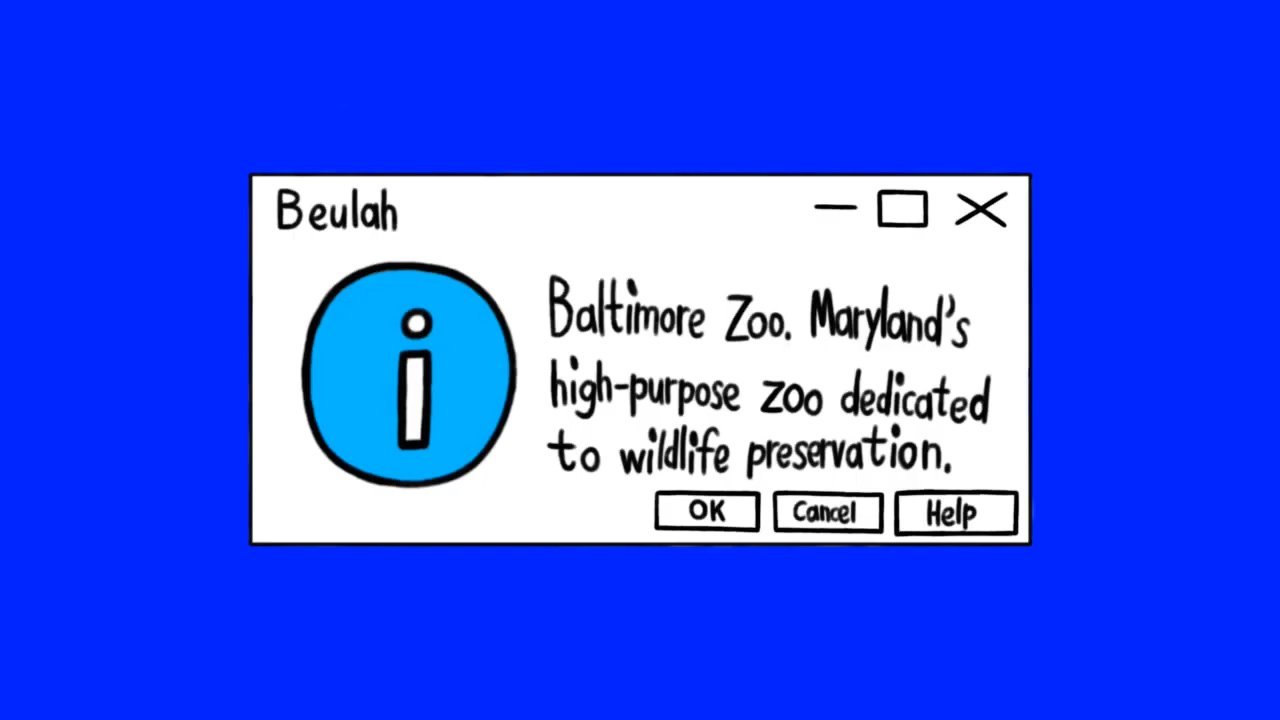 Beulah
i
Baltimore Zoo. Maryland's
high-purpose zoo dedicated
to wildlife preservation.
OK Cancel Help